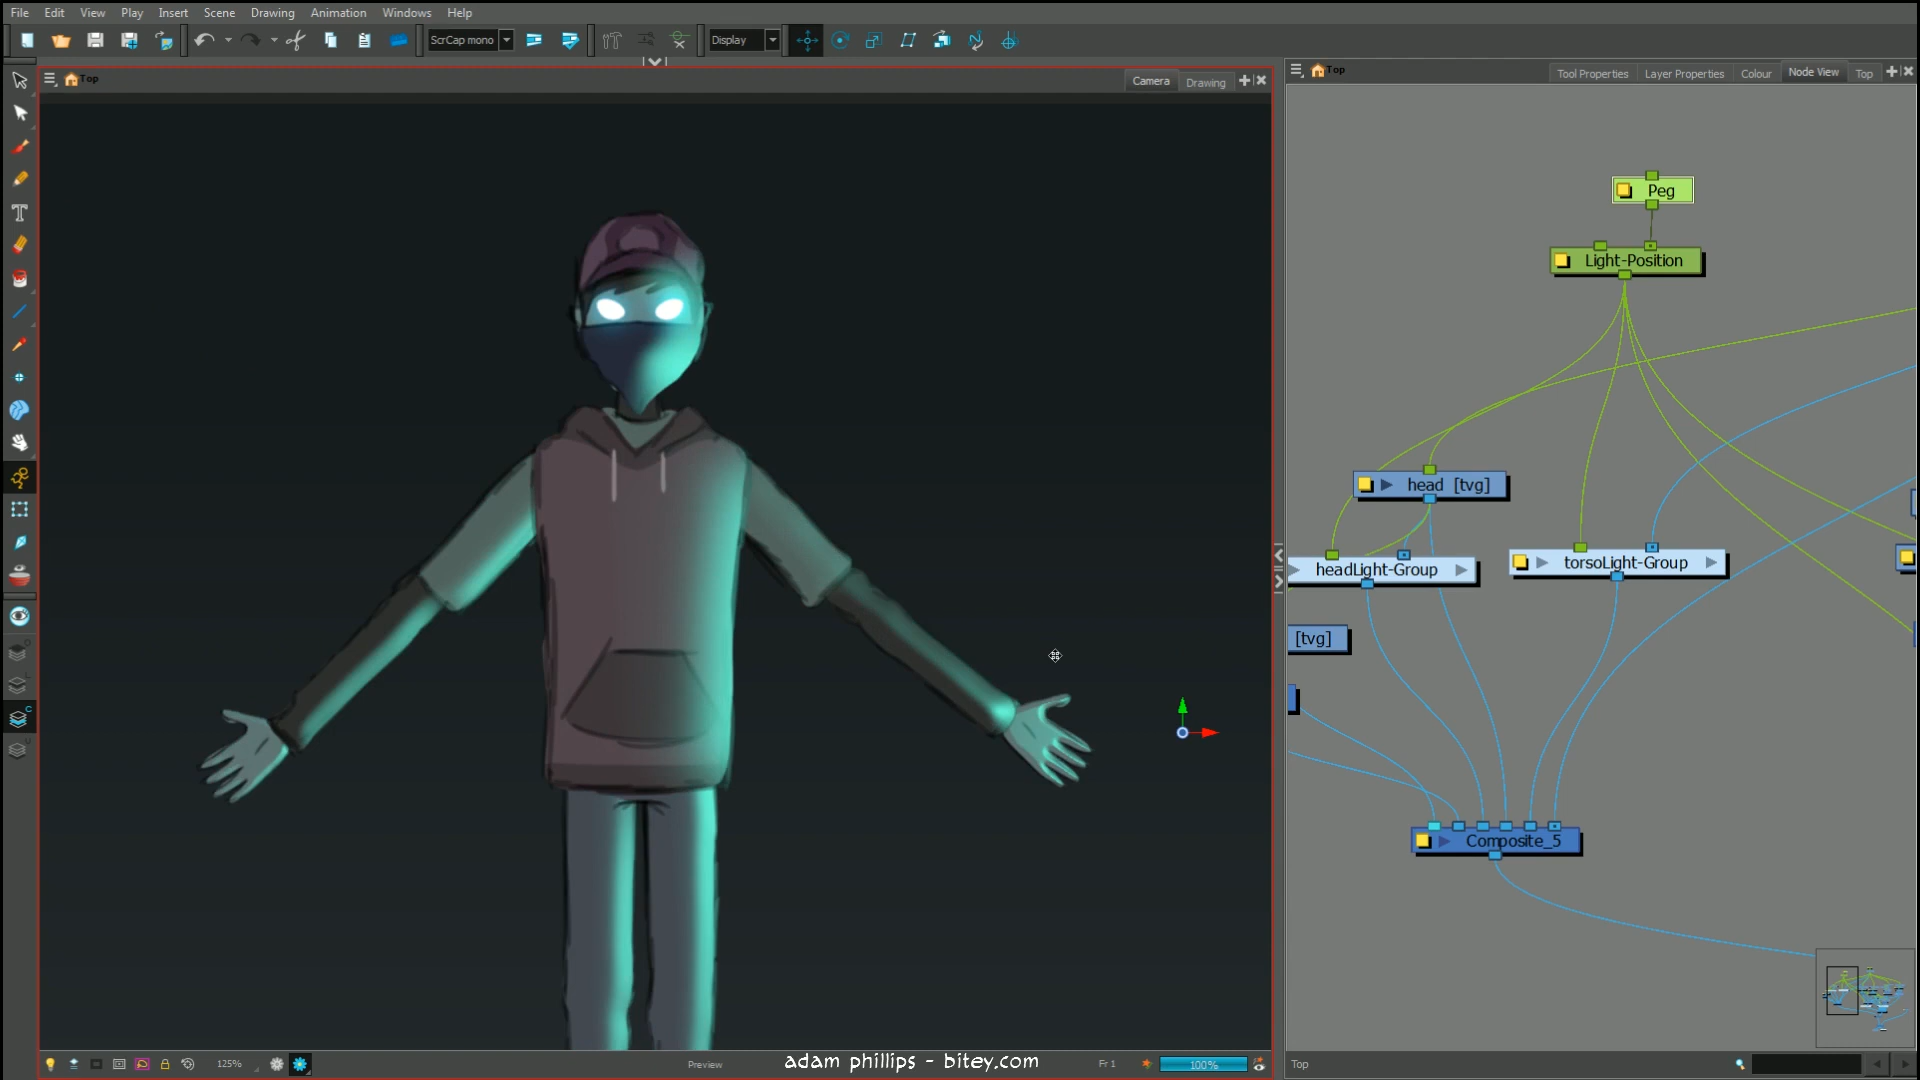 File Edit View Play Insert Scene Drawing Animation Windows Help
ScrCap mono Display
Top Camera Drawing
Top Tool Properties Layer Properties Colour Node View Top
Peg
Light-Position
head [tvg]
headLight-Group torsoLight-Group
[tvg]
Composite_5
125% Preview adam phillips - bitey.com Fr 1 100%
Top